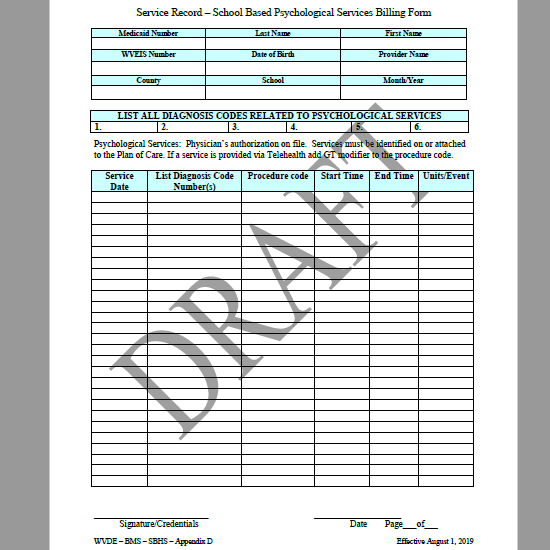 Service Record – School Based Psychological Services Billing Form
Medicaid Number Last Name First Name
WVEIS Number Date of Birth Provider Name
County School Month/Year
LIST ALL DIAGNOSIS CODES RELATED TO PSYCHOLOGICAL SERVICES
1. 2. 3. 4. 5. 6.
Psychological Services: Physician's authorization on file. Services must be identified on or attached
to the Plan of Care. If a service is provided via Telehealth add GT modifier to the procedure code.
Service List Diagnosis Code Procedure code Start Time End Time Units/Event
Date Number(s)
DRAFT
Signature/Credentials Date Page___of___
WVDE – BMS – SBHS – Appendix D Effective August 1, 2019